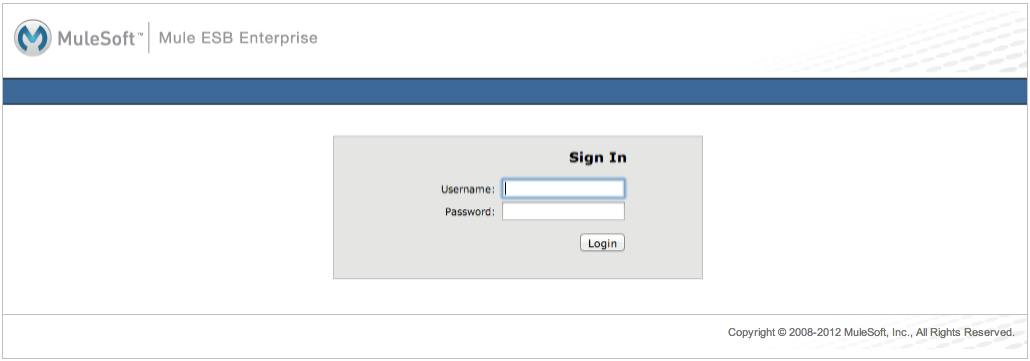 MuleSoft™ Mule ESB Enterprise
Sign In
Username:
Password:
Login
Copyright © 2008-2012 MuleSoft, Inc., All Rights Reserved.